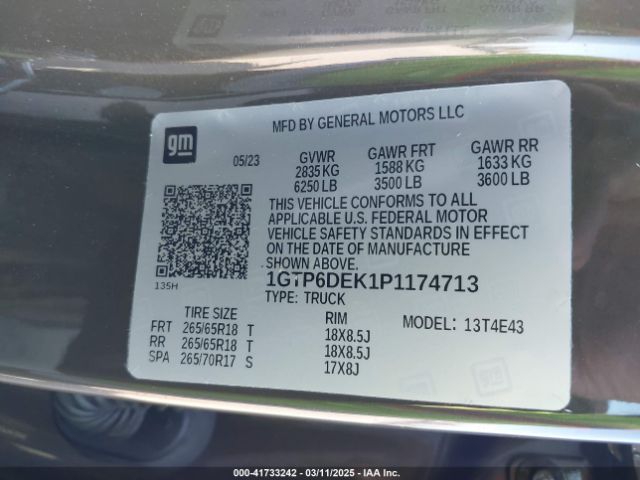 MFD BY GENERAL MOTORS LLC
gm
05/23
GVWR GAWR FRT GAWR RR
2835 KG 1588 KG 1633 KG
6250 LB 3500 LB 3600 LB
THIS VEHICLE CONFORMS TO ALL
APPLICABLE U.S. FEDERAL MOTOR
VEHICLE SAFETY STANDARDS IN EFFECT
ON THE DATE OF MANUFACTURE
SHOWN ABOVE.
135H
1GTP6DEK1P1174713
TYPE: TRUCK
TIRE SIZE RIM MODEL: 13T4E43
FRT 265/65R18 T 18X8.5J
RR 265/65R18 T 18X8.5J
SPA 265/70R17 S 17X8J
000-41733242 - 03/11/2025 - IAA Inc.